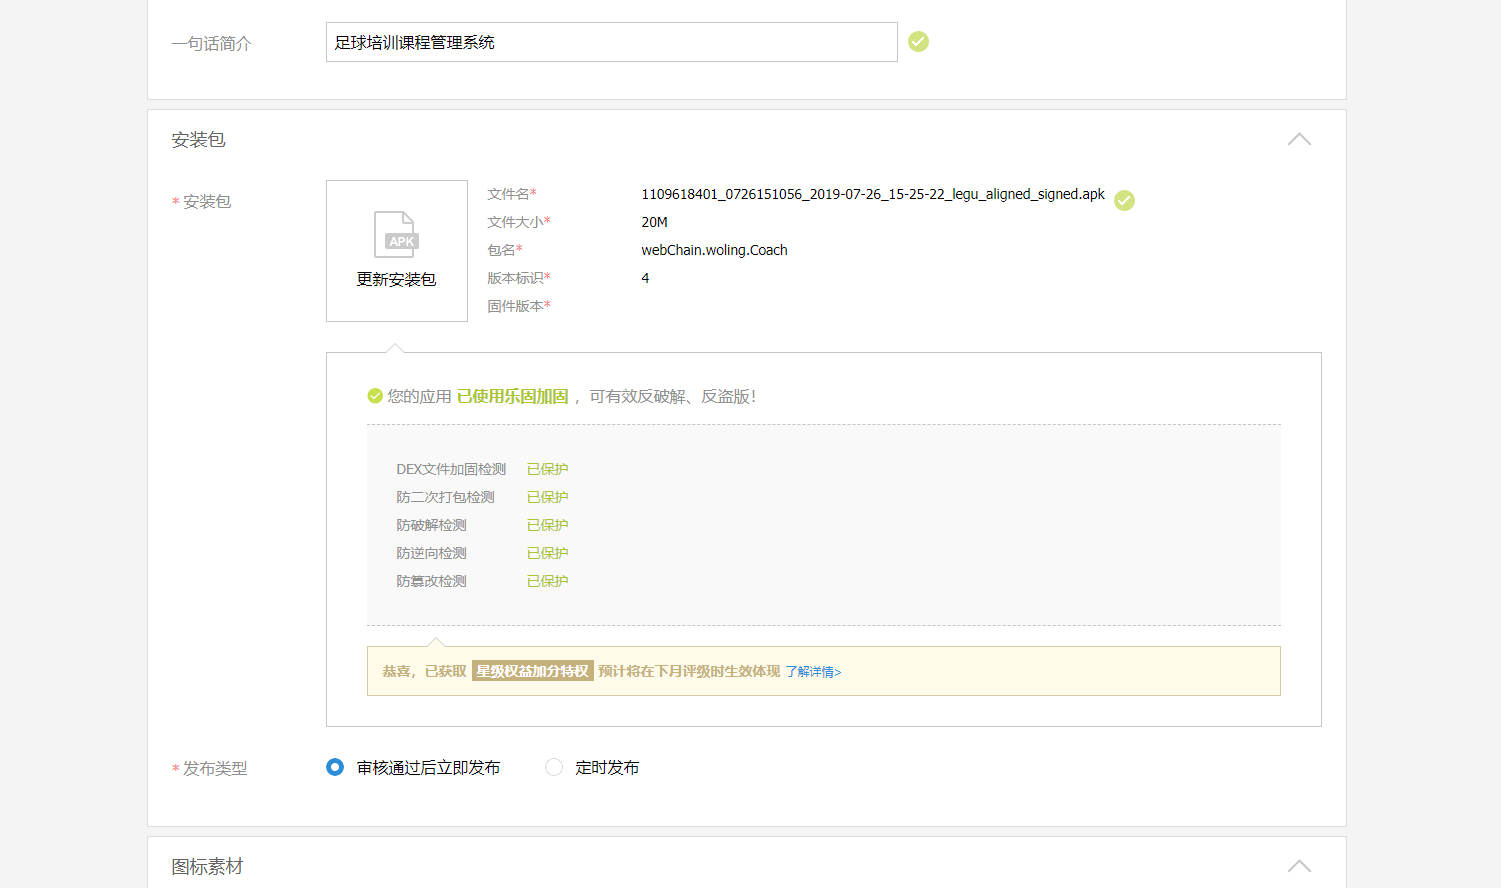 一句话简介
足球培训课程管理系统
安装包
*安装包
APK
更新安装包
文件名* 1109618401_0726151056_2019-07-26_15-25-22_legu_aligned_signed.apk
文件大小* 20M
包名* webChain.woling.Coach
版本标识* 4
固件版本*
您的应用 已使用乐固加固 ，可有效反破解、反盗版！
DEX文件加固检测 已保护
防二次打包检测 已保护
防破解检测 已保护
防逆向检测 已保护
防篡改检测 已保护
恭喜，已获取 星级权益加分特权 预计将在下月评级时生效体现 了解详情>
*发布类型 审核通过后立即发布 定时发布
图标素材